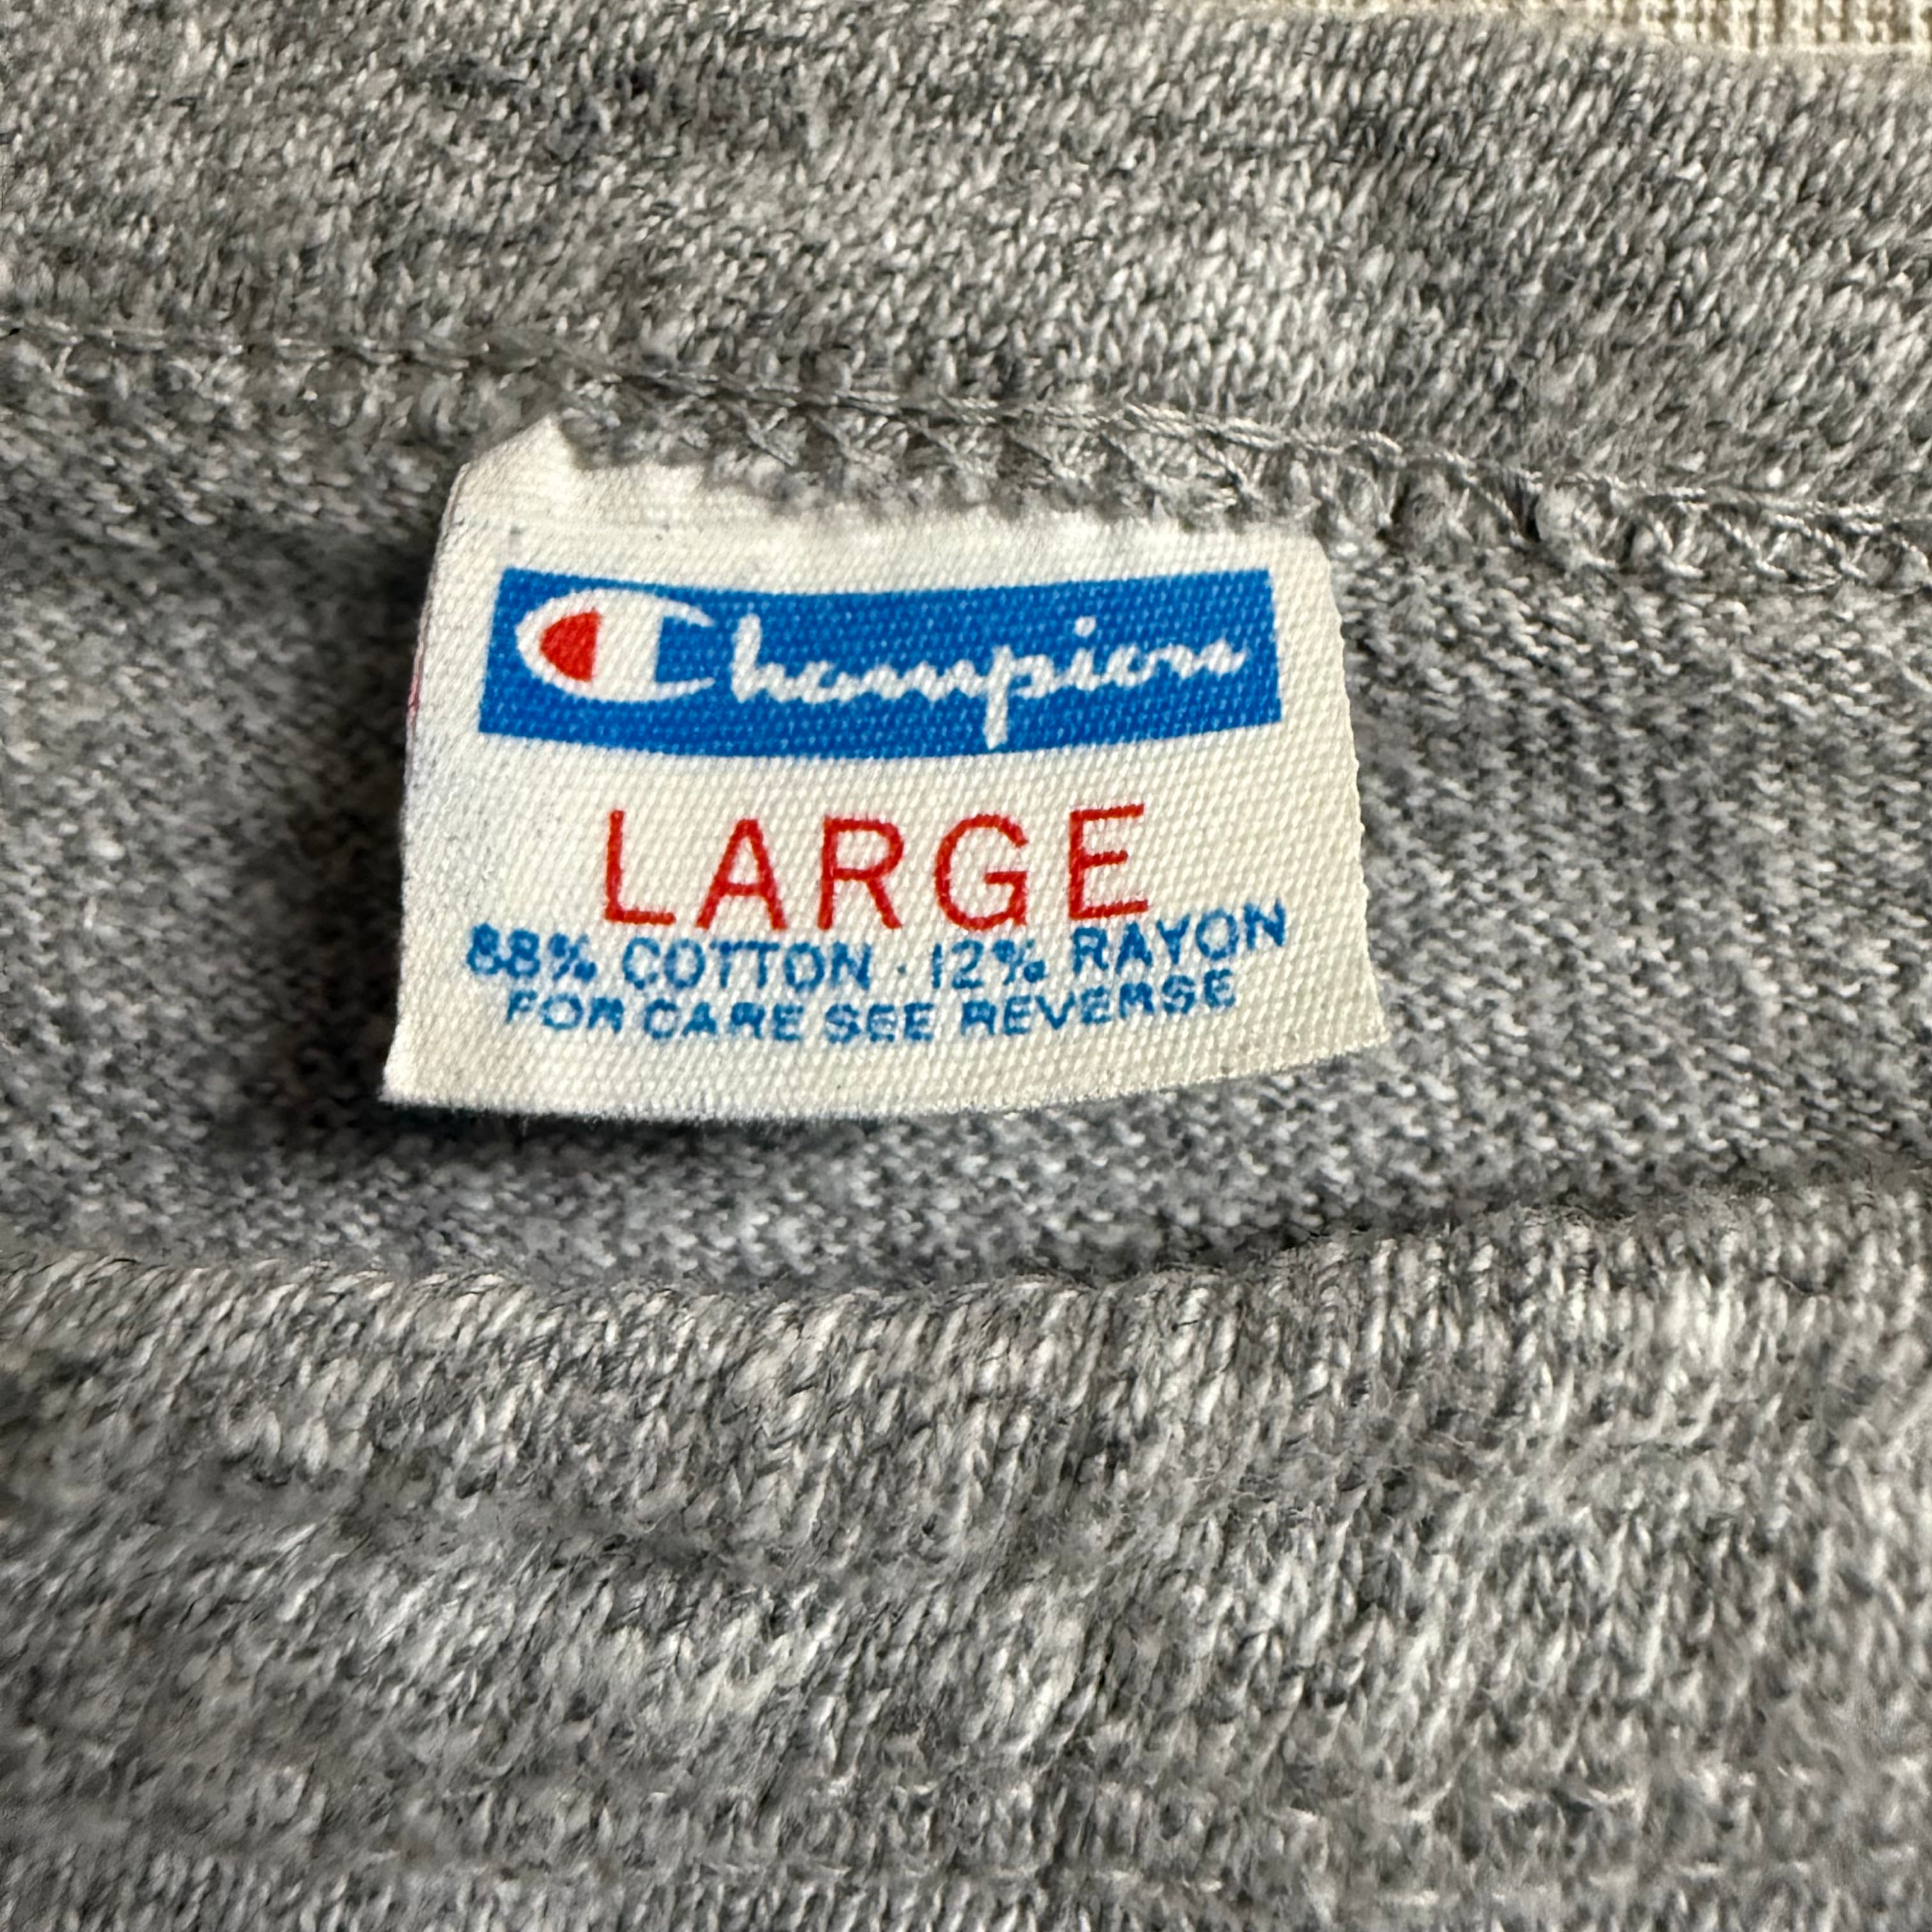 Champion
LARGE
88% COTTON · 12% RAYON
FOR CARE SEE REVERSE